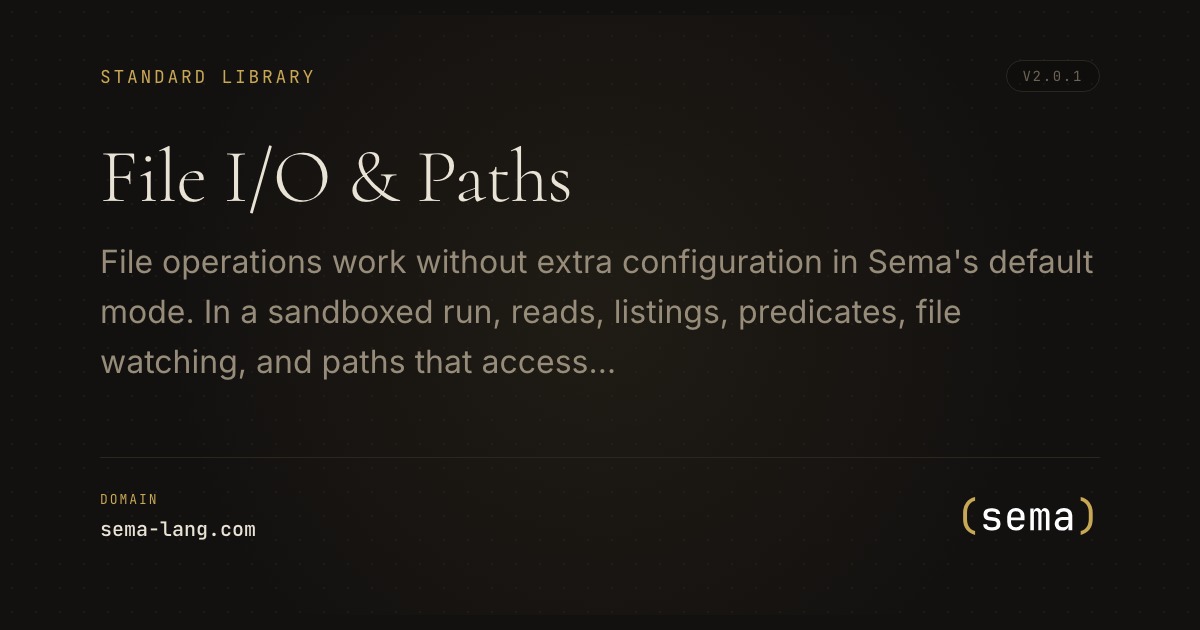 STANDARD LIBRARY
V2.0.1
File I/O & Paths
File operations work without extra configuration in Sema's default
mode. In a sandboxed run, reads, listings, predicates, file
watching, and paths that access...
DOMAIN
sema-lang.com
(sema)